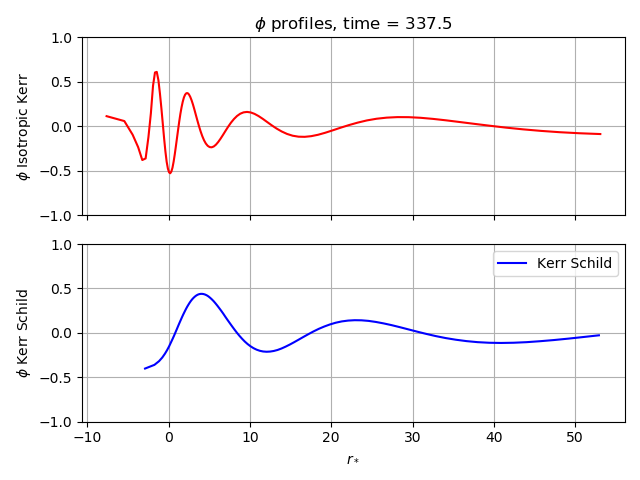 ϕ profiles, time = 337.5
1.0
0.5
0.0
−0.5
−1.0
ϕ Isotropic Kerr
1.0
0.5
0.0
−0.5
−1.0
ϕ Kerr Schild
Kerr Schild
−10 0 10 20 30 40 50
r*